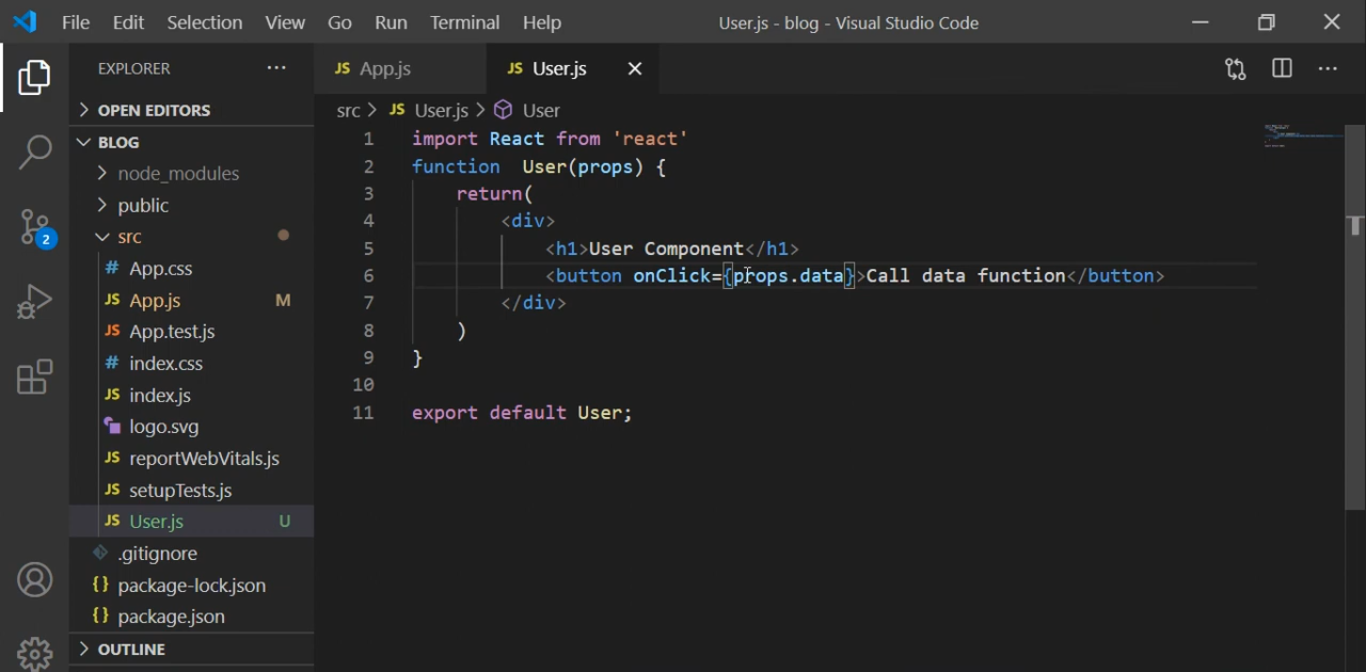 File Edit Selection View Go Run Terminal Help User.js - blog - Visual Studio Code
EXPLORER
OPEN EDITORS
BLOG
node_modules
public
src
# App.css
JS App.js M
JS App.test.js
# index.css
JS index.js
logo.svg
JS reportWebVitals.js
JS setupTests.js
JS User.js U
.gitignore
{} package-lock.json
{} package.json
OUTLINE
2
JS App.js JS User.js
src > JS User.js > User
1 import React from 'react'
2 function  User(props) {
3     return(
4         <div>
5             <h1>User Component</h1>
6             <button onClick={props.data}>Call data function</button>
7         </div>
8     )
9 }
10
11 export default User;